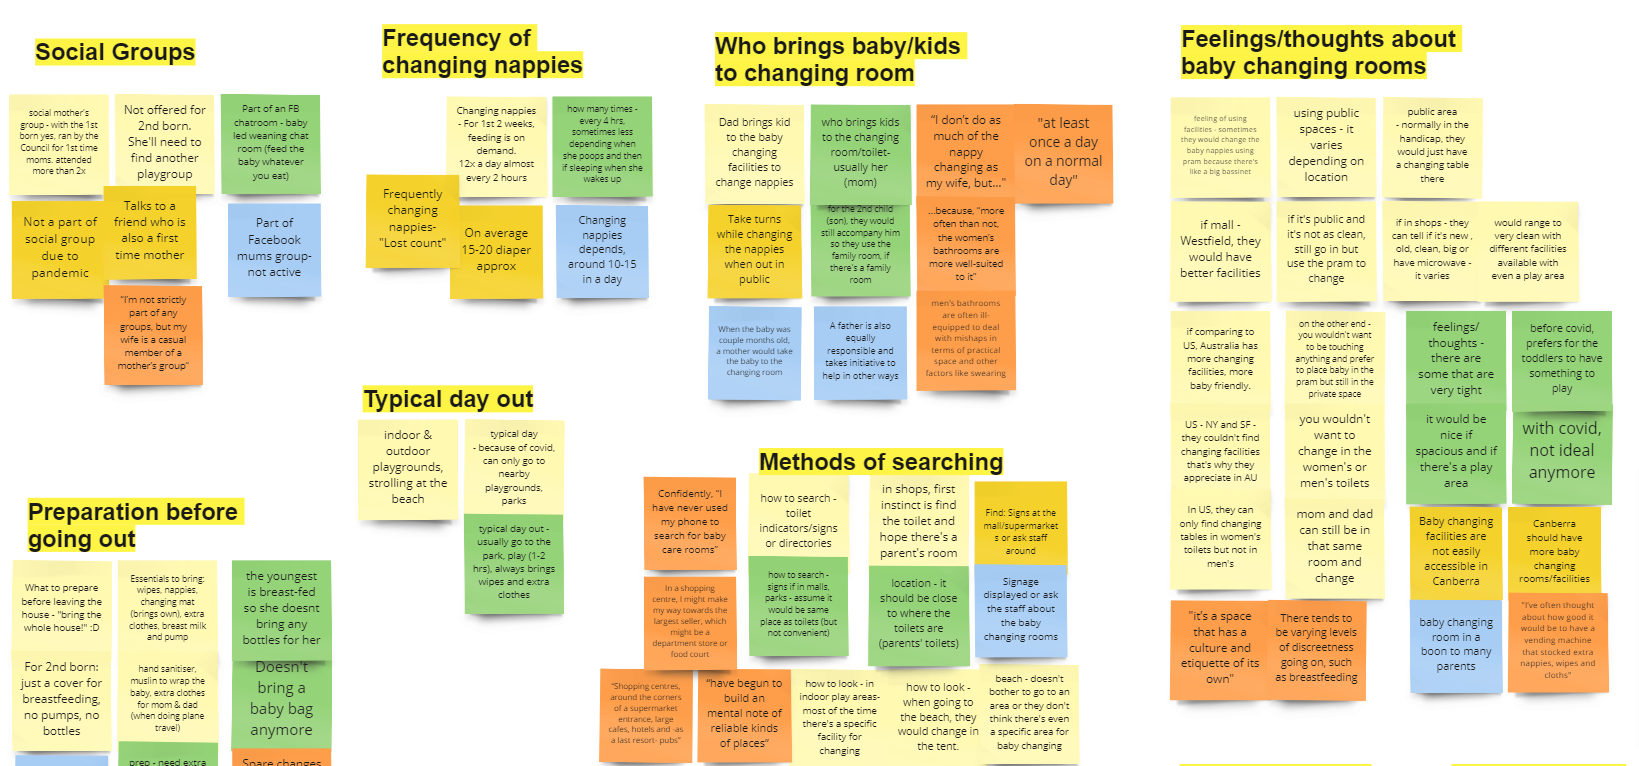 Social Groups
social mother's
group - with the 1st
born yes, ran by the
Council for 1st time
moms. attended
more than 2x
Not offered for
2nd born.
She'll need to
find another
playgroup
Part of an FB
chatroom - baby
led weaning chat
room (feed the
baby whatever
you eat)
Not a part of
social group
due to
pandemic
Talks to a
friend who is
also a first
time mother
Part of
Facebook
mums group-
not active
"I'm not strictly
part of any
groups, but my
wife is a casual
member of a
mother's group"
Frequency of
changing nappies
Changing nappies
- For 1st 2 weeks,
feeding is on
demand.
12x a day almost
every 2 hours
how many times -
every 4 hrs,
sometimes less
depending when
she poops and then
if sleeping when she
wakes up
Frequently
changing
nappies-
"Lost count"
On average
15-20 diaper
approx
Changing
nappies
depends,
around 10-15
in a day
Who brings baby/kids
to changing room
Dad brings kid
to the baby
changing
facilities to
change nappies
who brings kids
to the changing
room/toilet-
usually her
(mom)
"I don't do as
much of the
nappy
changing as
my wife, but..."
"at least
once a day
on a normal
day"
Take turns
while changing
the nappies
when out in
public
for the 2nd child
(son), they would
still accompany him
so they use the
family room, if
there's a family
room
...because, "more
often than not,
the women's
bathrooms are
more well-suited
to it"
When the baby was
couple months old,
a mother would take
the baby to the
changing room
A father is also
equally
responsible and
takes initiative to
help in other ways
men's bathrooms
are often ill-
equipped to deal
with mishaps in
terms of practical
space and other
factors like swearing
Feelings/thoughts about
baby changing rooms
feeling of using
facilities - sometimes
they would change the
baby nappies using
pram because there's
like a big bassinet
using public
spaces - it
varies
depending on
location
public area
- normally in the
handicap, they
would just have
a changing table
there
if mall -
Westfield, they
would have
better facilities
if it's public and
it's not as clean,
still go in but
use the pram to
change
if in shops - they
can tell if it's new ,
old, clean, big or
have microwave -
it varies
would range to
very clean with
different facilities
available with
even a play area
if comparing to
US, Australia has
more changing
facilities, more
baby friendly.
on the other end -
you wouldn't want
to be touching
anything and prefer
to place baby in the
pram but still in the
private space
feelings/
thoughts -
there are
some that are
very tight
before covid,
prefers for the
toddlers to have
something to
play
US - NY and SF -
they couldn't find
changing facilities
that's why they
appreciate in AU
you wouldn't
want to
change in the
women's or
men's toilets
it would be
nice if
spacious and if
there's a play
area
with covid,
not ideal
anymore
In US, they can
only find changing
tables in women's
toilets but not in
men's
mom and dad
can still be in
that same
room and
change
Baby changing
facilities are
not easily
accessible in
Canberra
Canberra
should have
more baby
changing
rooms/facilities
"it's a space
that has a
culture and
etiquette of its
own"
There tends to
be varying levels
of discreetness
going on, such
as breastfeeding
baby changing
room in a
boon to many
parents
"I've often thought
about how good it
would be to have a
vending machine
that stocked extra
nappies, wipes and
cloths"
Typical day out
indoor &
outdoor
playgrounds,
strolling at the
beach
typical day
- because of covid,
can only go to
nearby
playgrounds,
parks
typical day out -
usually go to the
park, play (1-2
hrs), always brings
wipes and extra
clothes
Methods of searching
Confidently, "I
have never used
my phone to
search for baby
care rooms"
how to search -
toilet
indicators/signs
or directories
in shops, first
instinct is find
the toilet and
hope there's a
parent's room
Find: Signs at the
mall/supermarket
s or ask staff
around
In a shopping
centre, I might make
my way towards the
largest seller, which
might be a
department store or
food court
how to search -
signs if in malls,
parks - assume it
would be same
place as toilets (but
not convenient)
location - it
should be close
to where the
toilets are
(parents' toilets)
Signage
displayed or ask
the staff about
the baby
changing rooms
"Shopping centres,
around the corners
of a supermarket
entrance, large
cafes, hotels and -as
a last resort- pubs"
"have begun to
build an
mental note of
reliable kinds
of places"
how to look - in
indoor play areas-
most of the time
there's a specific
facility for
changing
how to look -
when going to
the beach, they
would change in
the tent.
beach - doesn't
bother to go to an
area or they don't
think there's even
a specific area for
baby changing
Preparation before
going out
What to prepare
before leaving the
house - "bring the
whole house!" :D
Essentials to bring:
wipes, nappies,
changing mat
(brings own), extra
clothes, breast milk
and pump
the youngest
is breast-fed
so she doesnt
bring any
bottles for her
For 2nd born:
just a cover for
breastfeeding,
no pumps, no
bottles
hand sanitiser,
muslin to wrap the
baby, extra clothes
for mom & dad
(when doing plane
travel)
Doesn't
bring a
baby bag
anymore
prep - need extra
Spare changes